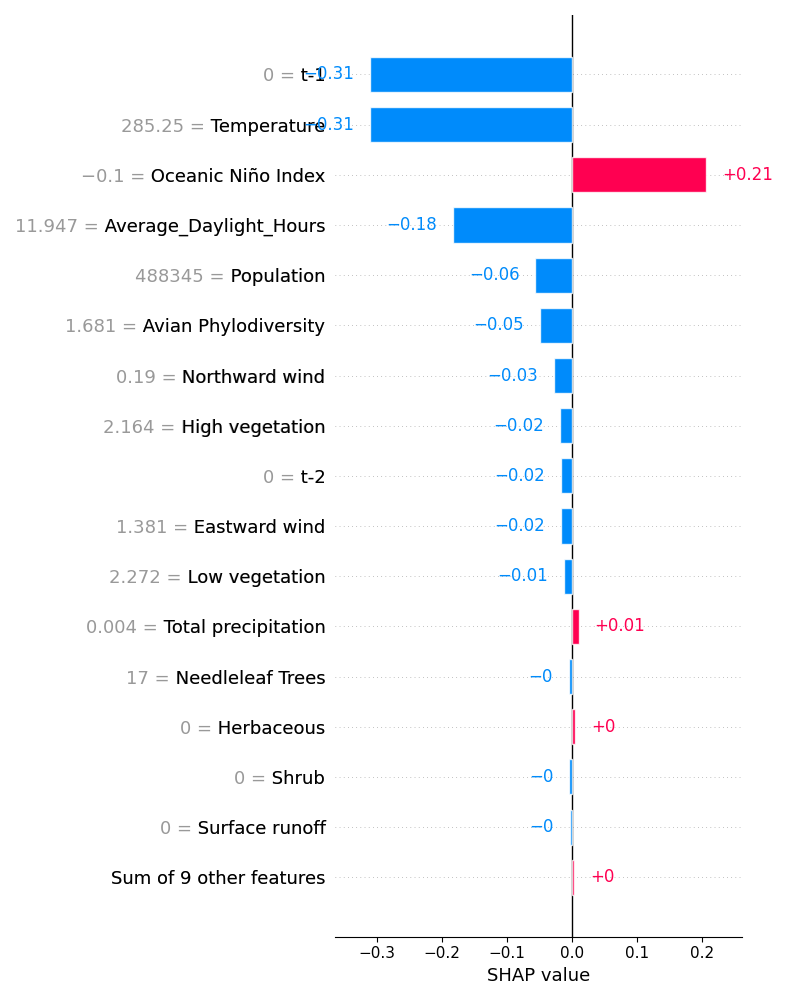 0 = t-1 −0.31
285.25 = Temperature −0.31
−0.1 = Oceanic Niño Index +0.21
11.947 = Average_Daylight_Hours −0.18
488345 = Population −0.06
1.681 = Avian Phylodiversity −0.05
0.19 = Northward wind −0.03
2.164 = High vegetation −0.02
0 = t-2 −0.02
1.381 = Eastward wind −0.02
2.272 = Low vegetation −0.01
0.004 = Total precipitation +0.01
17 = Needleleaf Trees −0
0 = Herbaceous +0
0 = Shrub −0
0 = Surface runoff −0
Sum of 9 other features +0
−0.3 −0.2 −0.1 0.0 0.1 0.2
SHAP value